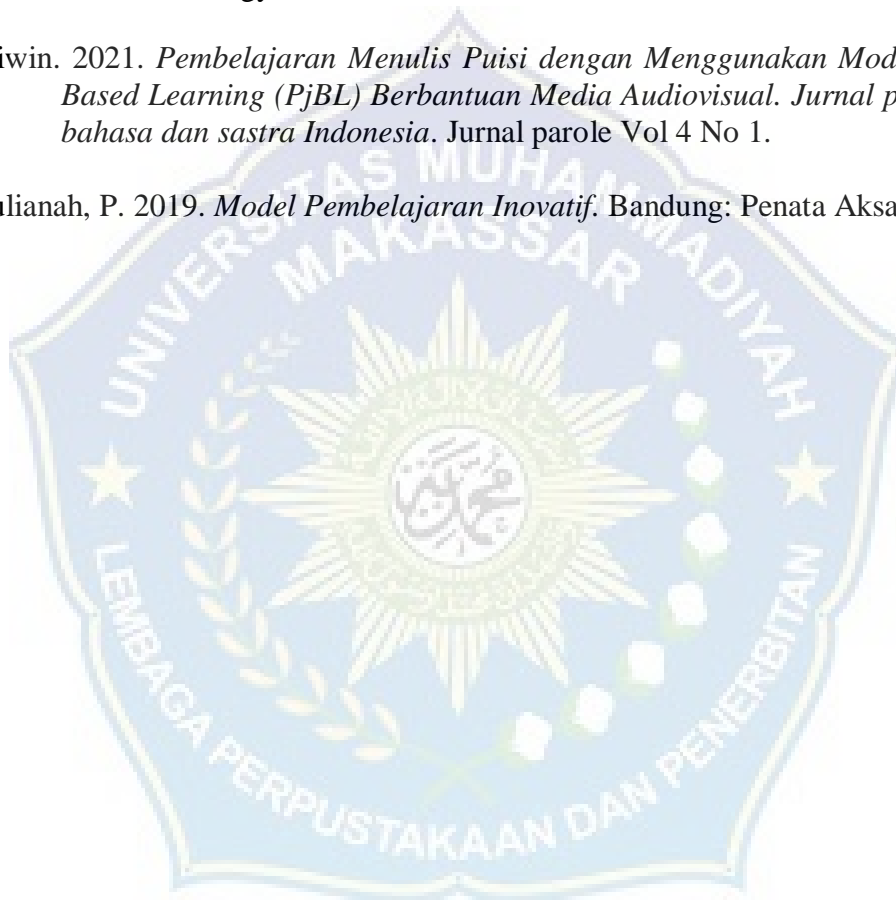 iwin. 2021. Pembelajaran Menulis Puisi dengan Menggunakan Mod
Based Learning (PjBL) Berbantuan Media Audiovisual. Jurnal p
bahasa dan sastra Indonesia. Jurnal parole Vol 4 No 1.
ulianah, P. 2019. Model Pembelajaran Inovatif. Bandung: Penata Aksa
UNIVERSITAS MUHAMMADIYAH
MAKASSAR
محمدية
LEMBAGA PERPUSTAKAAN DAN PENERBITAN